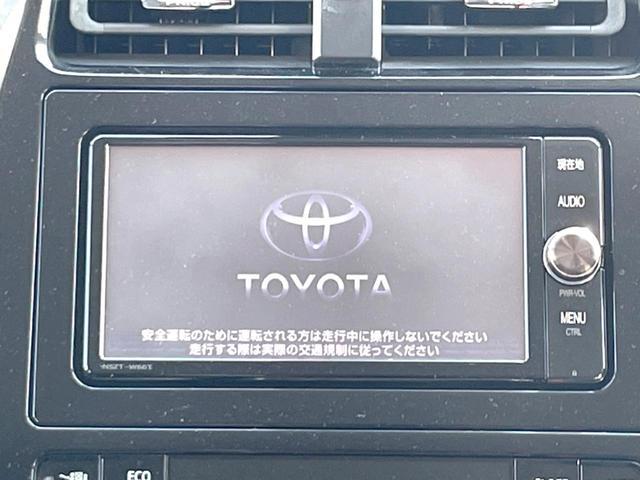 現在地
AUDIO
TOYOTA
PWR·VOL
MENU
CTRL
安全運転のために運転される方は走行中に操作しないでください
走行する際は実際の交通規制に従ってください
NSZT-W66T
ECO